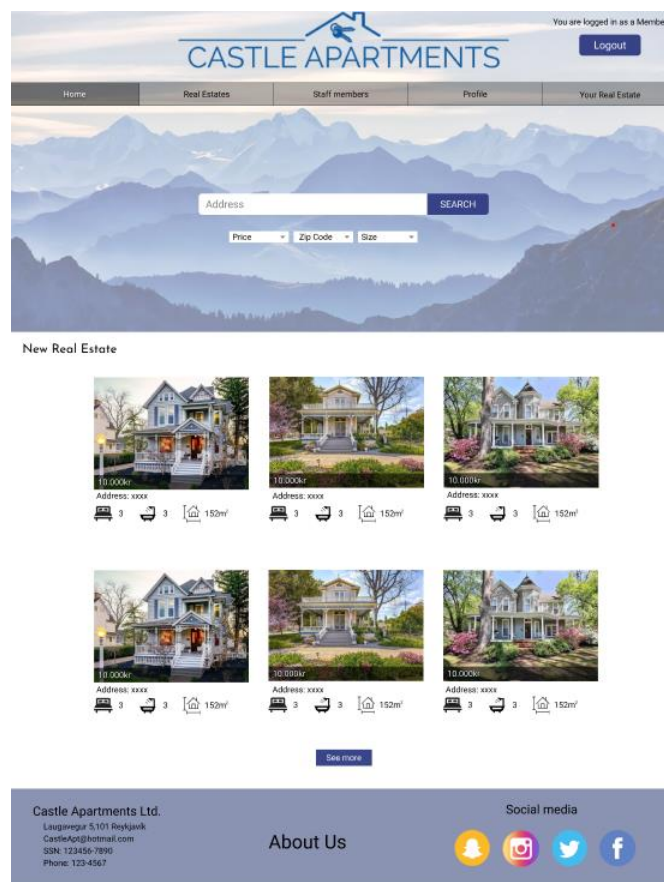 You are logged in as a Membe
Logout
CASTLE APARTMENTS
Home
Real Estates
Staff members
Profile
Your Real Estate
Address
SEARCH
Price
Zip Code
Size
New Real Estate
10.000kr
10.000kr
10.000kr
Address: xxxx
Address: xxxx
Address: xxxx
3 3 152m²
3 3 152m²
3 3 152m²
10.000kr
10.000kr
10.000kr
Address: xxxx
Address: xxxx
Address: xxxx
3 3 152m²
3 3 152m²
3 3 152m²
See more
Castle Apartments Ltd.
Laugavegur 5,101 Reykjavík
CastleApt@hotmail.com
SSN: 123456-7890
Phone: 123-4567
About Us
Social media